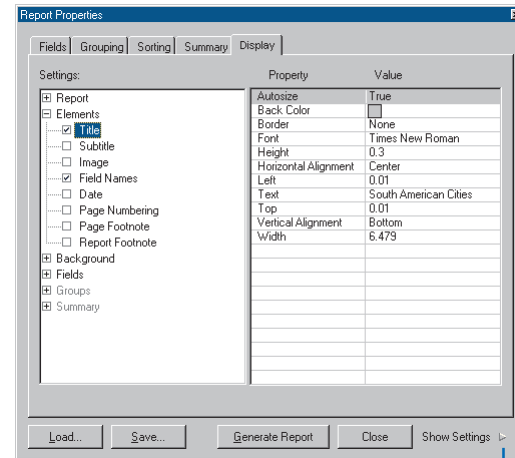 Report Properties
Fields Grouping Sorting Summary Display
Settings:
Property Value
Report
Elements
Title
Subtitle
Image
Field Names
Date
Page Numbering
Page Footnote
Report Footnote
Background
Fields
Groups
Summary
Autosize True
Back Color
Border None
Font Times New Roman
Height 0.3
Horizontal Alignment Center
Left 0.01
Text South American Cities
Top 0.01
Vertical Alignment Bottom
Width 6.479
Load... Save... Generate Report Close Show Settings